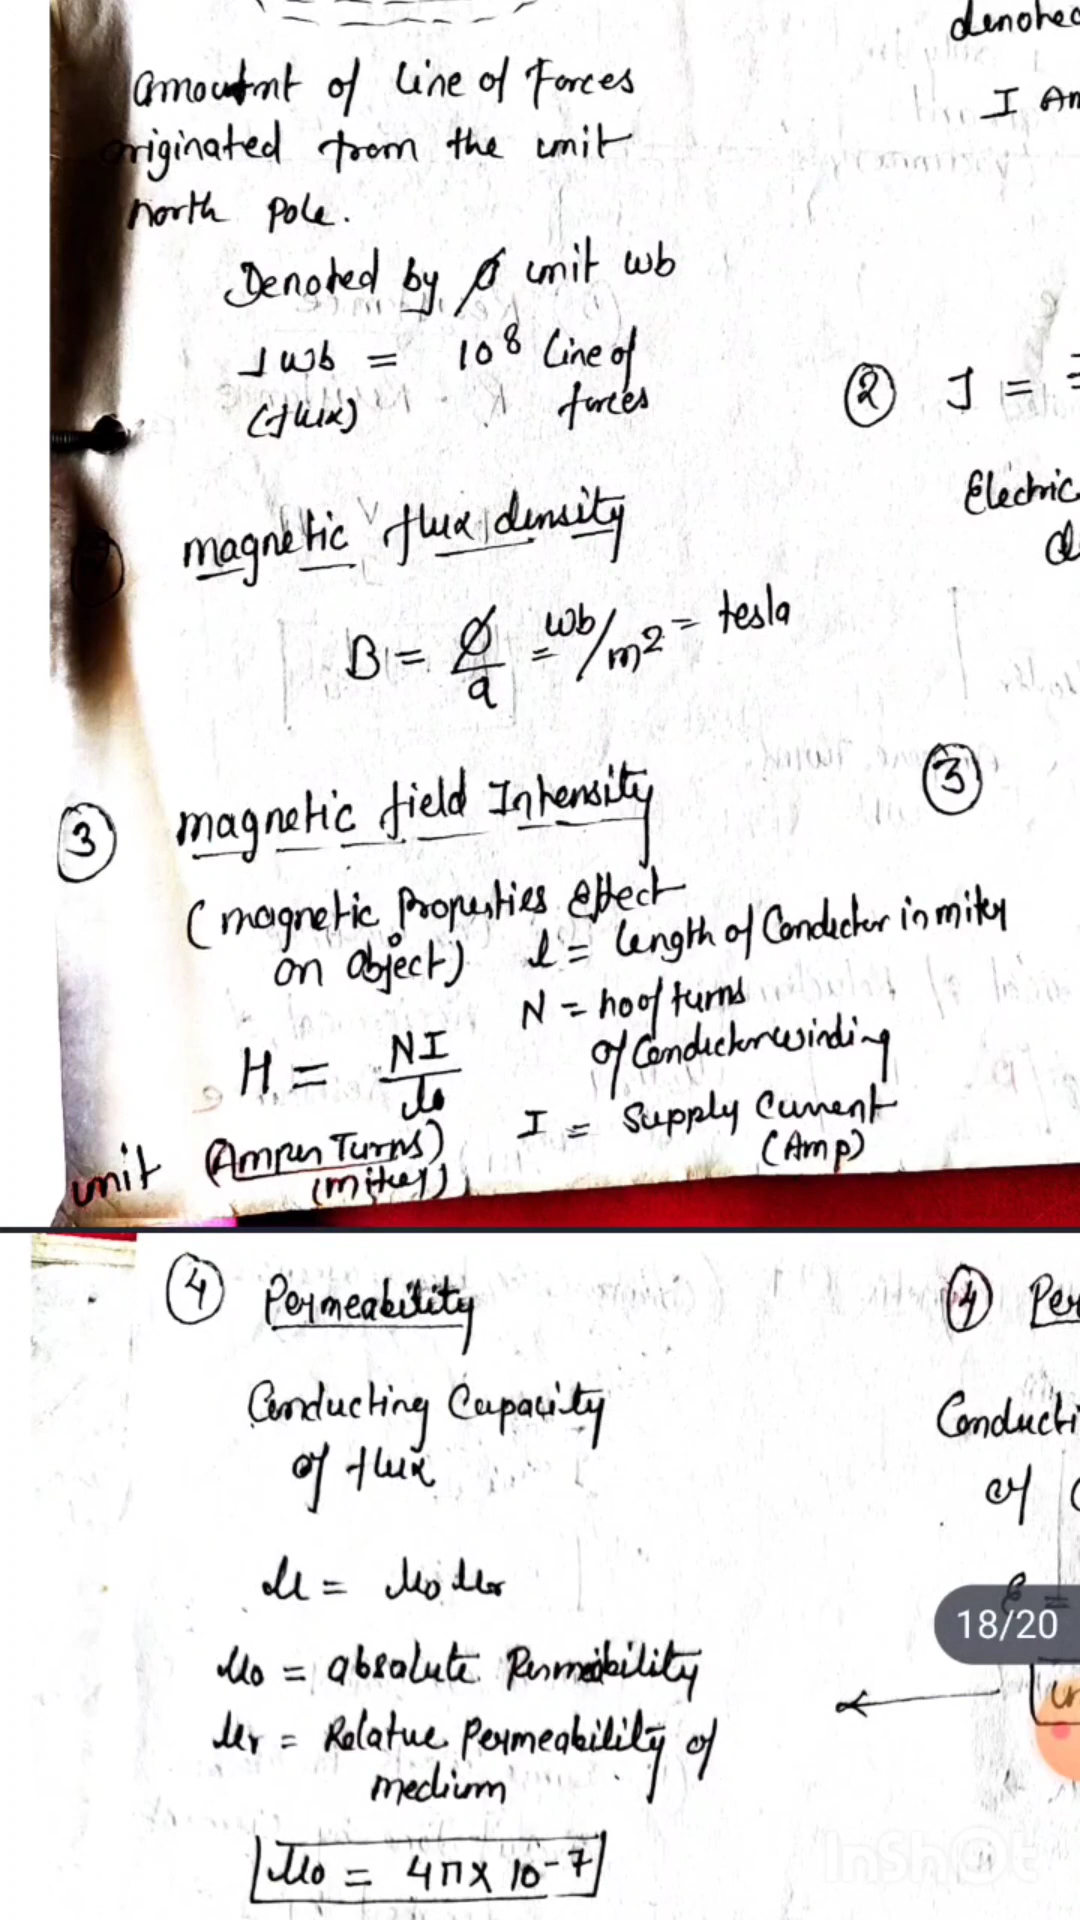 amountnt of line of Forces
originated from the unit
north pole.
Denoted by ϕ unit wb
1 wb = 10⁸ line of
(flux) forces
magnetic flux density
B = ϕ/a = wb/m² = tesla
③ magnetic field Intensity
(magnetic Properties Effect
on object)
l = length of Conductor in miter
N = no of turns
of Conductor winding
H = NI/l
I = Supply Current
(Amp)
unit (Amper Turns)
(miter)
④ Permeability
Conducting Capacity
of flux
μ = μ₀ μr
μ₀ = absolute Permeability
μr = Relative Permeability of
medium
μ₀ = 4π × 10⁻⁷
denoted
I Am
② J =
Electric
③
④ Per
Conducti
of
18/20
InShOt